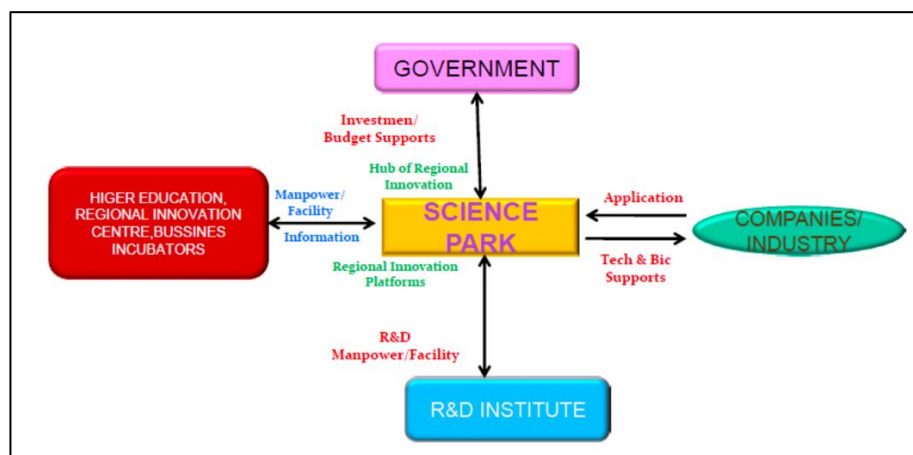 GOVERNMENT
Investmen/
Budget Supports
Hub of Regional
Innovation
HIGER EDUCATION,
REGIONAL INNOVATION
CENTRE,BUSSINES
INCUBATORS
Manpower/
Facility
Information
SCIENCE
PARK
Application
COMPANIES/
INDUSTRY
Tech & Bic
Supports
Regional Innovation
Platforms
R&D
Manpower/Facility
R&D INSTITUTE